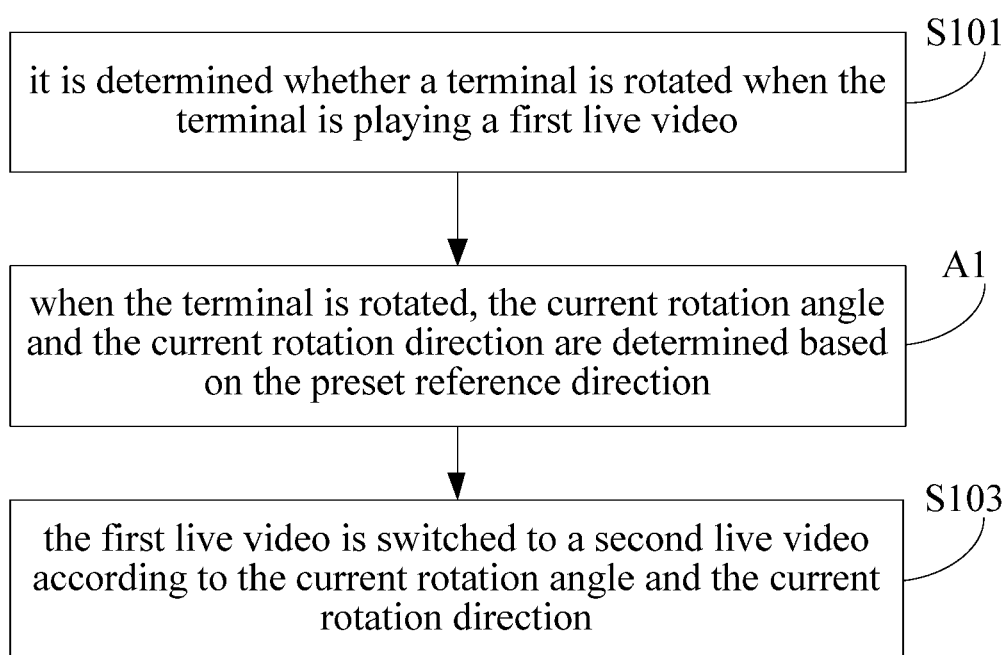 S101
it is determined whether a terminal is rotated when the
terminal is playing a first live video
A1
when the terminal is rotated, the current rotation angle
and the current rotation direction are determined based
on the preset reference direction
S103
the first live video is switched to a second live video
according to the current rotation angle and the current
rotation direction